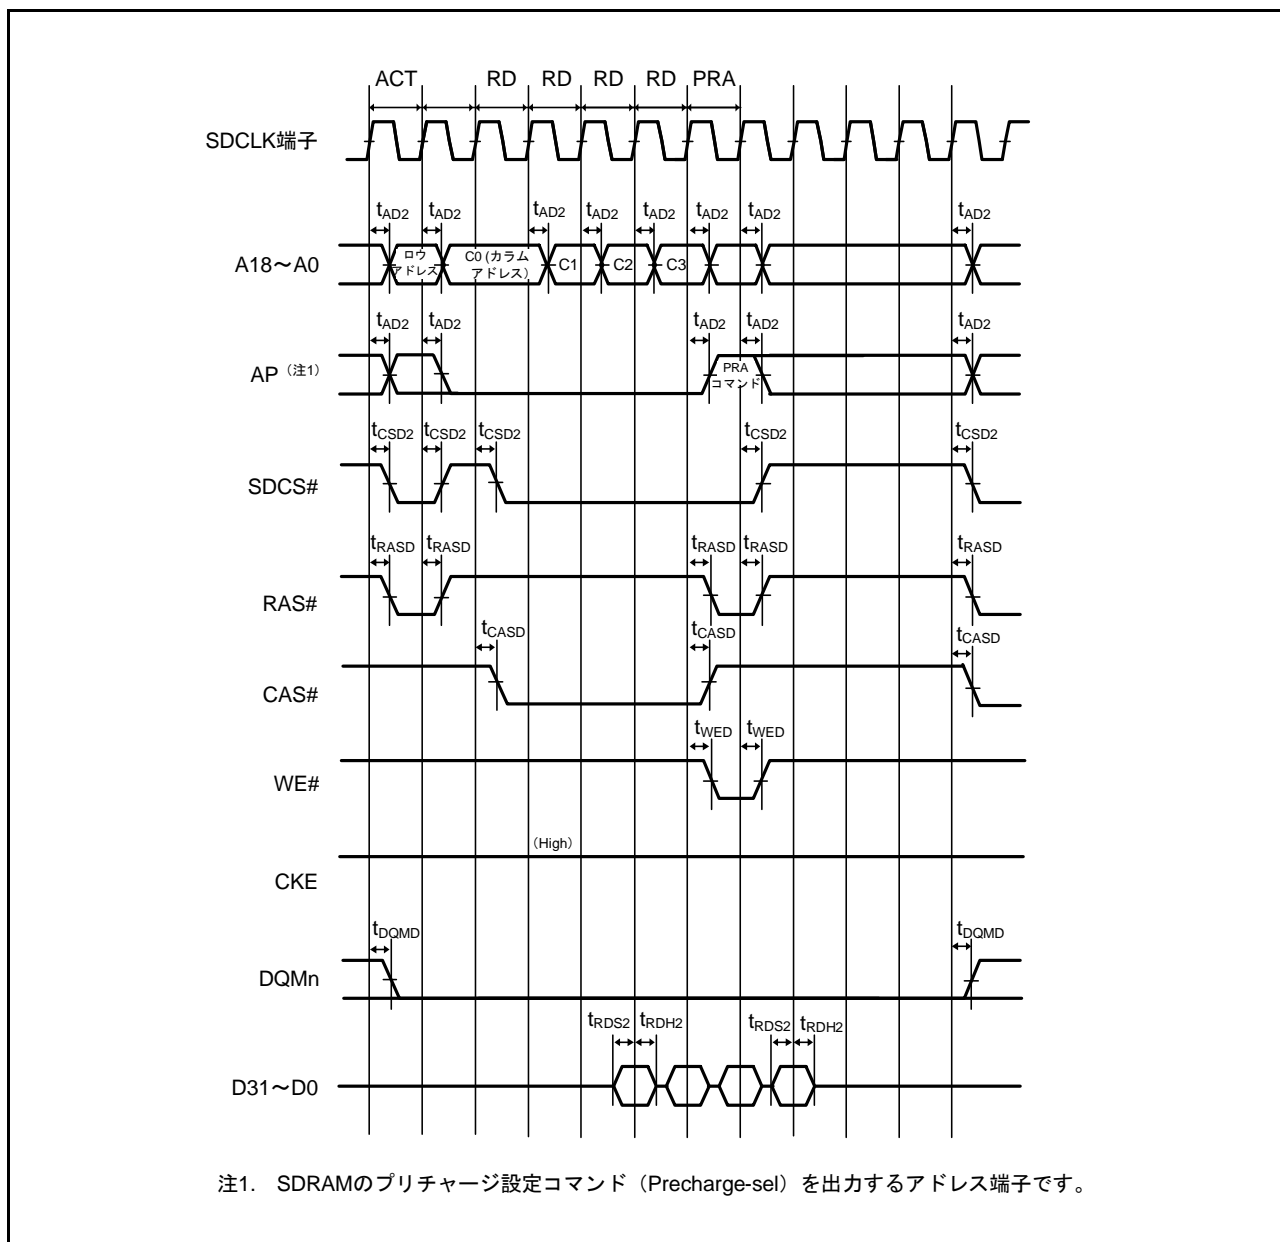 ACT RD RD RD RD PRA
SDCLK端子
tAD2 tAD2 tAD2 tAD2 tAD2 tAD2 tAD2 tAD2
A18～A0
ロウ
アドレス
C0 (カラム
アドレス）
C1 C2 C3
tAD2 tAD2 tAD2 tAD2 tAD2
AP（注1）
PRA
コマンド
tCSD2 tCSD2 tCSD2 tCSD2 tCSD2
SDCS#
tRASD tRASD tRASD tRASD tRASD
RAS#
tCASD tCASD tCASD
CAS#
tWED tWED
WE#
（High）
CKE
tDQMD tDQMD
DQMn
tRDS2 tRDH2 tRDS2 tRDH2
D31～D0
注1. SDRAMのプリチャージ設定コマンド（Precharge-sel）を出力するアドレス端子です。